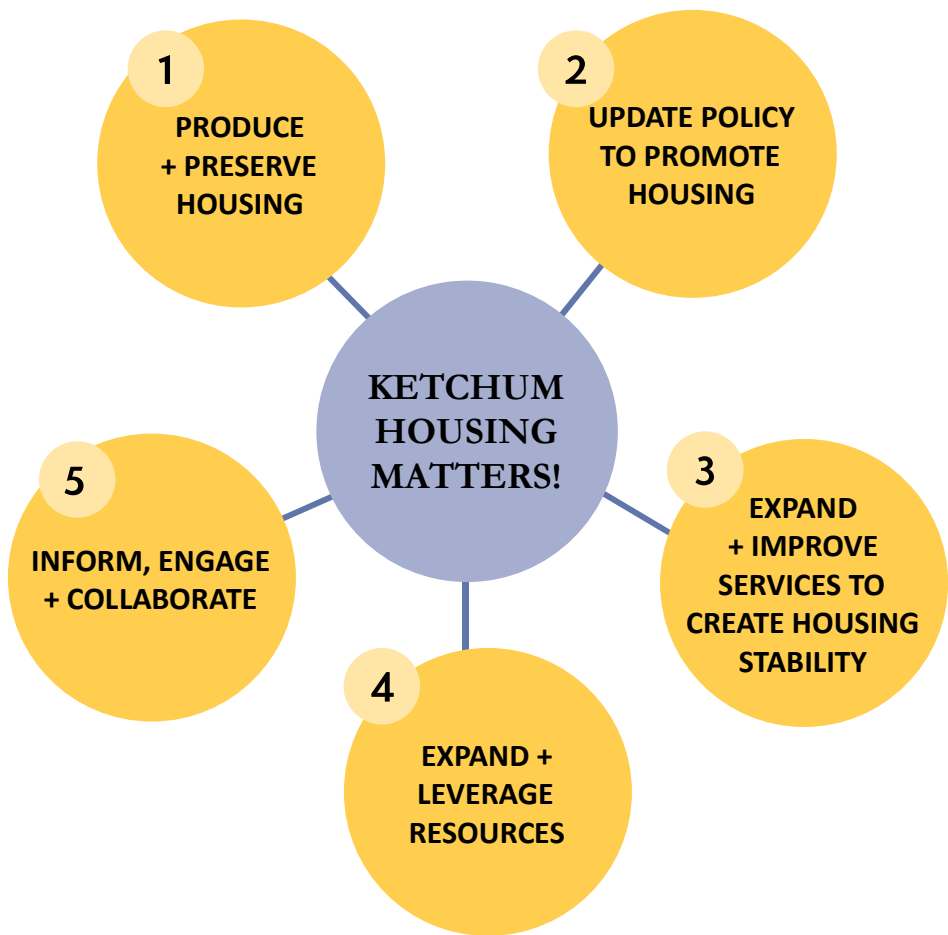 1
PRODUCE
+ PRESERVE
HOUSING
2
UPDATE POLICY
TO PROMOTE
HOUSING
KETCHUM
HOUSING
MATTERS!
3
EXPAND
+ IMPROVE
SERVICES TO
CREATE HOUSING
STABILITY
4
EXPAND +
LEVERAGE
RESOURCES
5
INFORM, ENGAGE
+ COLLABORATE